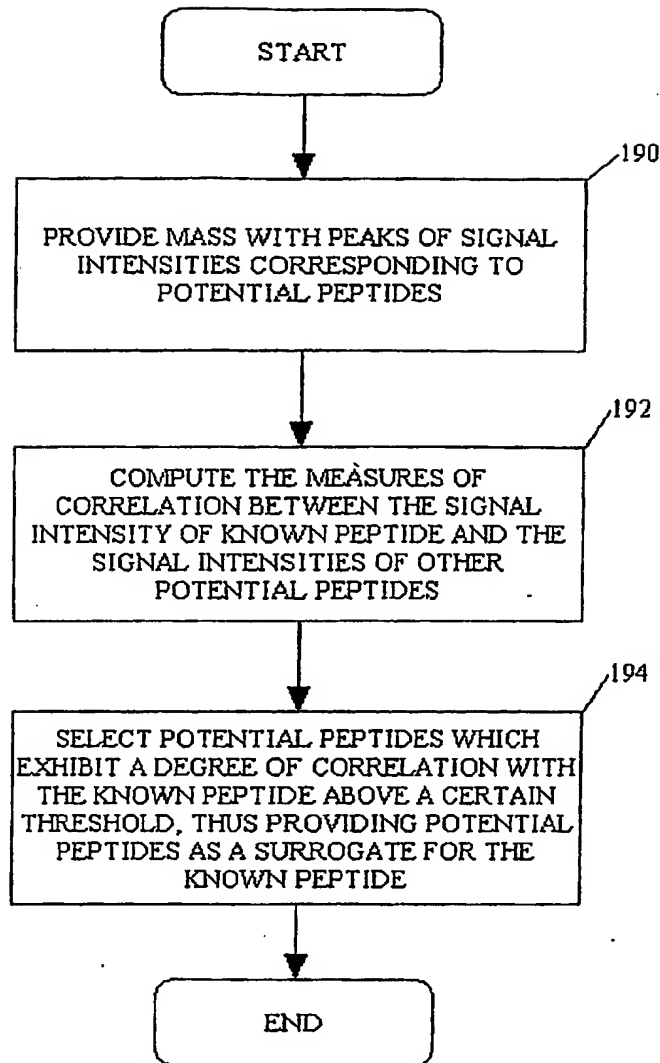 START
190
PROVIDE MASS WITH PEAKS OF SIGNAL
INTENSITIES CORRESPONDING TO
POTENTIAL PEPTIDES
192
COMPUTE THE MEASURES OF
CORRELATION BETWEEN THE SIGNAL
INTENSITY OF KNOWN PEPTIDE AND THE
SIGNAL INTENSITIES OF OTHER
POTENTIAL PEPTIDES
194
SELECT POTENTIAL PEPTIDES WHICH
EXHIBIT A DEGREE OF CORRELATION WITH
THE KNOWN PEPTIDE ABOVE A CERTAIN
THRESHOLD, THUS PROVIDING POTENTIAL
PEPTIDES AS A SURROGATE FOR THE
KNOWN PEPTIDE
END